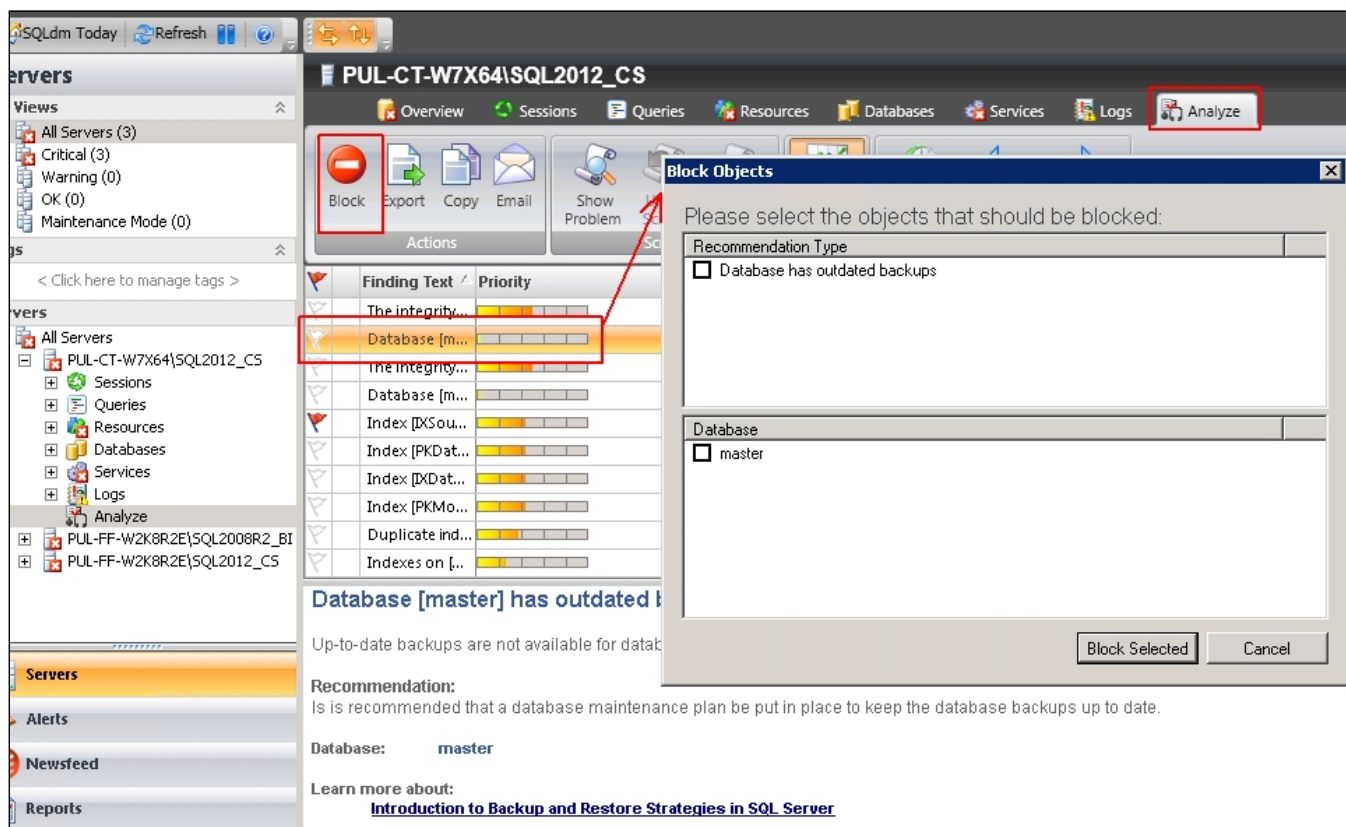 SQLdm Today Refresh
PUL-CT-W7X64\SQL2012_CS
Overview Sessions Queries Resources Databases Services Logs Analyze
Block Export Copy Email Show Problem
Actions
ervers
Views
All Servers (3)
Critical (3)
Warning (0)
OK (0)
Maintenance Mode (0)
gs
< Click here to manage tags >
vers
All Servers
PUL-CT-W7X64\SQL2012_CS
Sessions
Queries
Resources
Databases
Services
Logs
Analyze
PUL-FF-W2K8R2E\SQL2008R2_BI
PUL-FF-W2K8R2E\SQL2012_CS
Servers
Alerts
Newsfeed
Reports
Finding Text Priority
The integrity...
Database [m...
The integrity...
Database [m...
Index [IXSou...
Index [PKDat...
Index [IXDat...
Index [PKMo...
Duplicate ind...
Indexes on [...
Database [master] has outdated
Up-to-date backups are not available for datab
Recommendation:
Is is recommended that a database maintenance plan be put in place to keep the database backups up to date.
Database: master
Learn more about:
Introduction to Backup and Restore Strategies in SQL Server
Block Objects
Please select the objects that should be blocked:
Recommendation Type
Database has outdated backups
Database
master
Block Selected Cancel